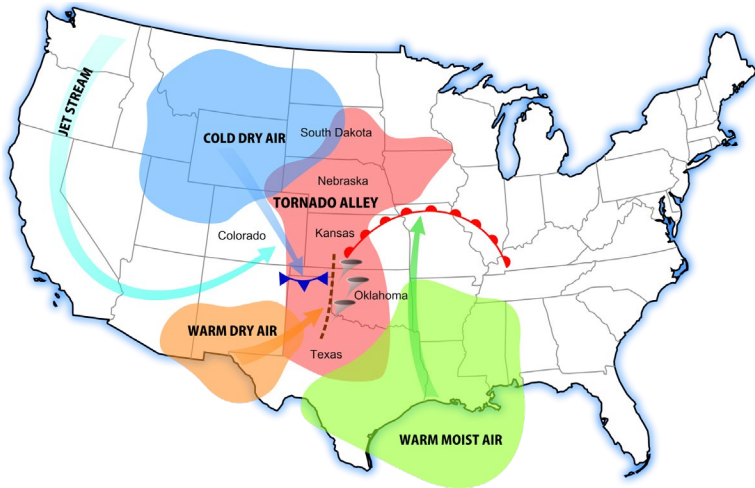 JET STREAM
COLD DRY AIR
South Dakota
Nebraska
TORNADO ALLEY
Colorado
Kansas
Oklahoma
WARM DRY AIR
Texas
WARM MOIST AIR